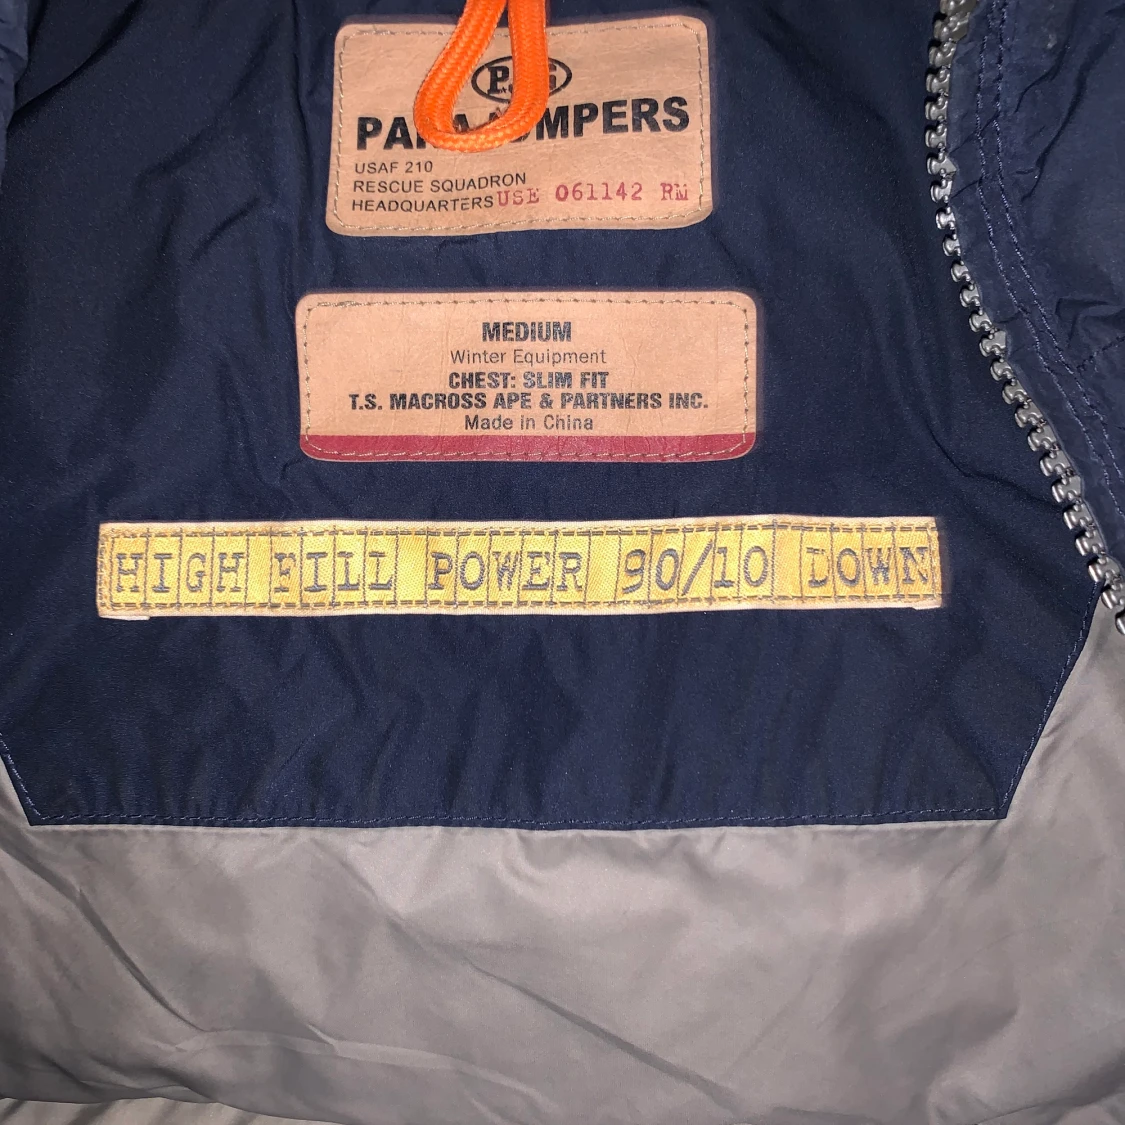 USAF 210
RESCUE SQUADRON
HEADQUARTERS USE 061142 RM
MEDIUM
Winter Equipment
CHEST: SLIM FIT
T.S. MACROSS APE & PARTNERS INC.
Made in China
HIGH FILL POWER 90/10 DOWN